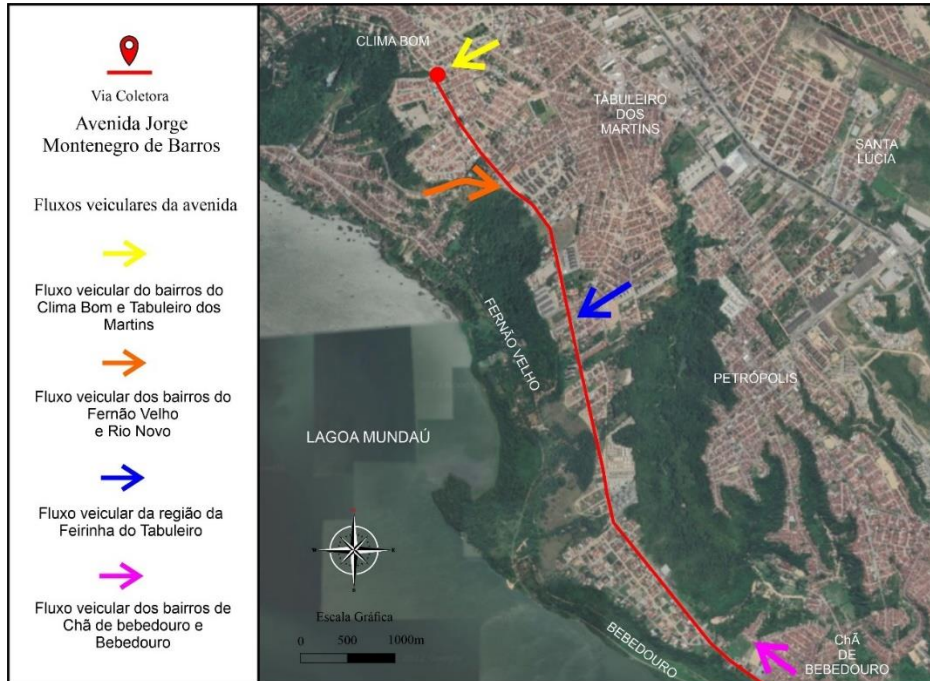 Via Coletora
Avenida Jorge
Montenegro de Barros
Fluxos veiculares da avenida
Fluxo veicular do bairros do
Clima Bom e Tabuleiro dos
Martins
Fluxo veicular dos bairros do
Fernão Velho
e Rio Novo
Fluxo veicular da região da
Feirinha do Tabuleiro
Fluxo veicular dos bairros de
Chã de bebedouro e
Bebedouro
CLIMA BOM
TABULEIRO
DOS
MARTINS
SANTA
LÚCIA
FERNÃO VELHO
PETRÓPOLIS
LAGOA MUNDAÚ
Escala Gráfica
0 500 1000m
BEBEDOURO
ChÃ
DE
BEBEDOURO